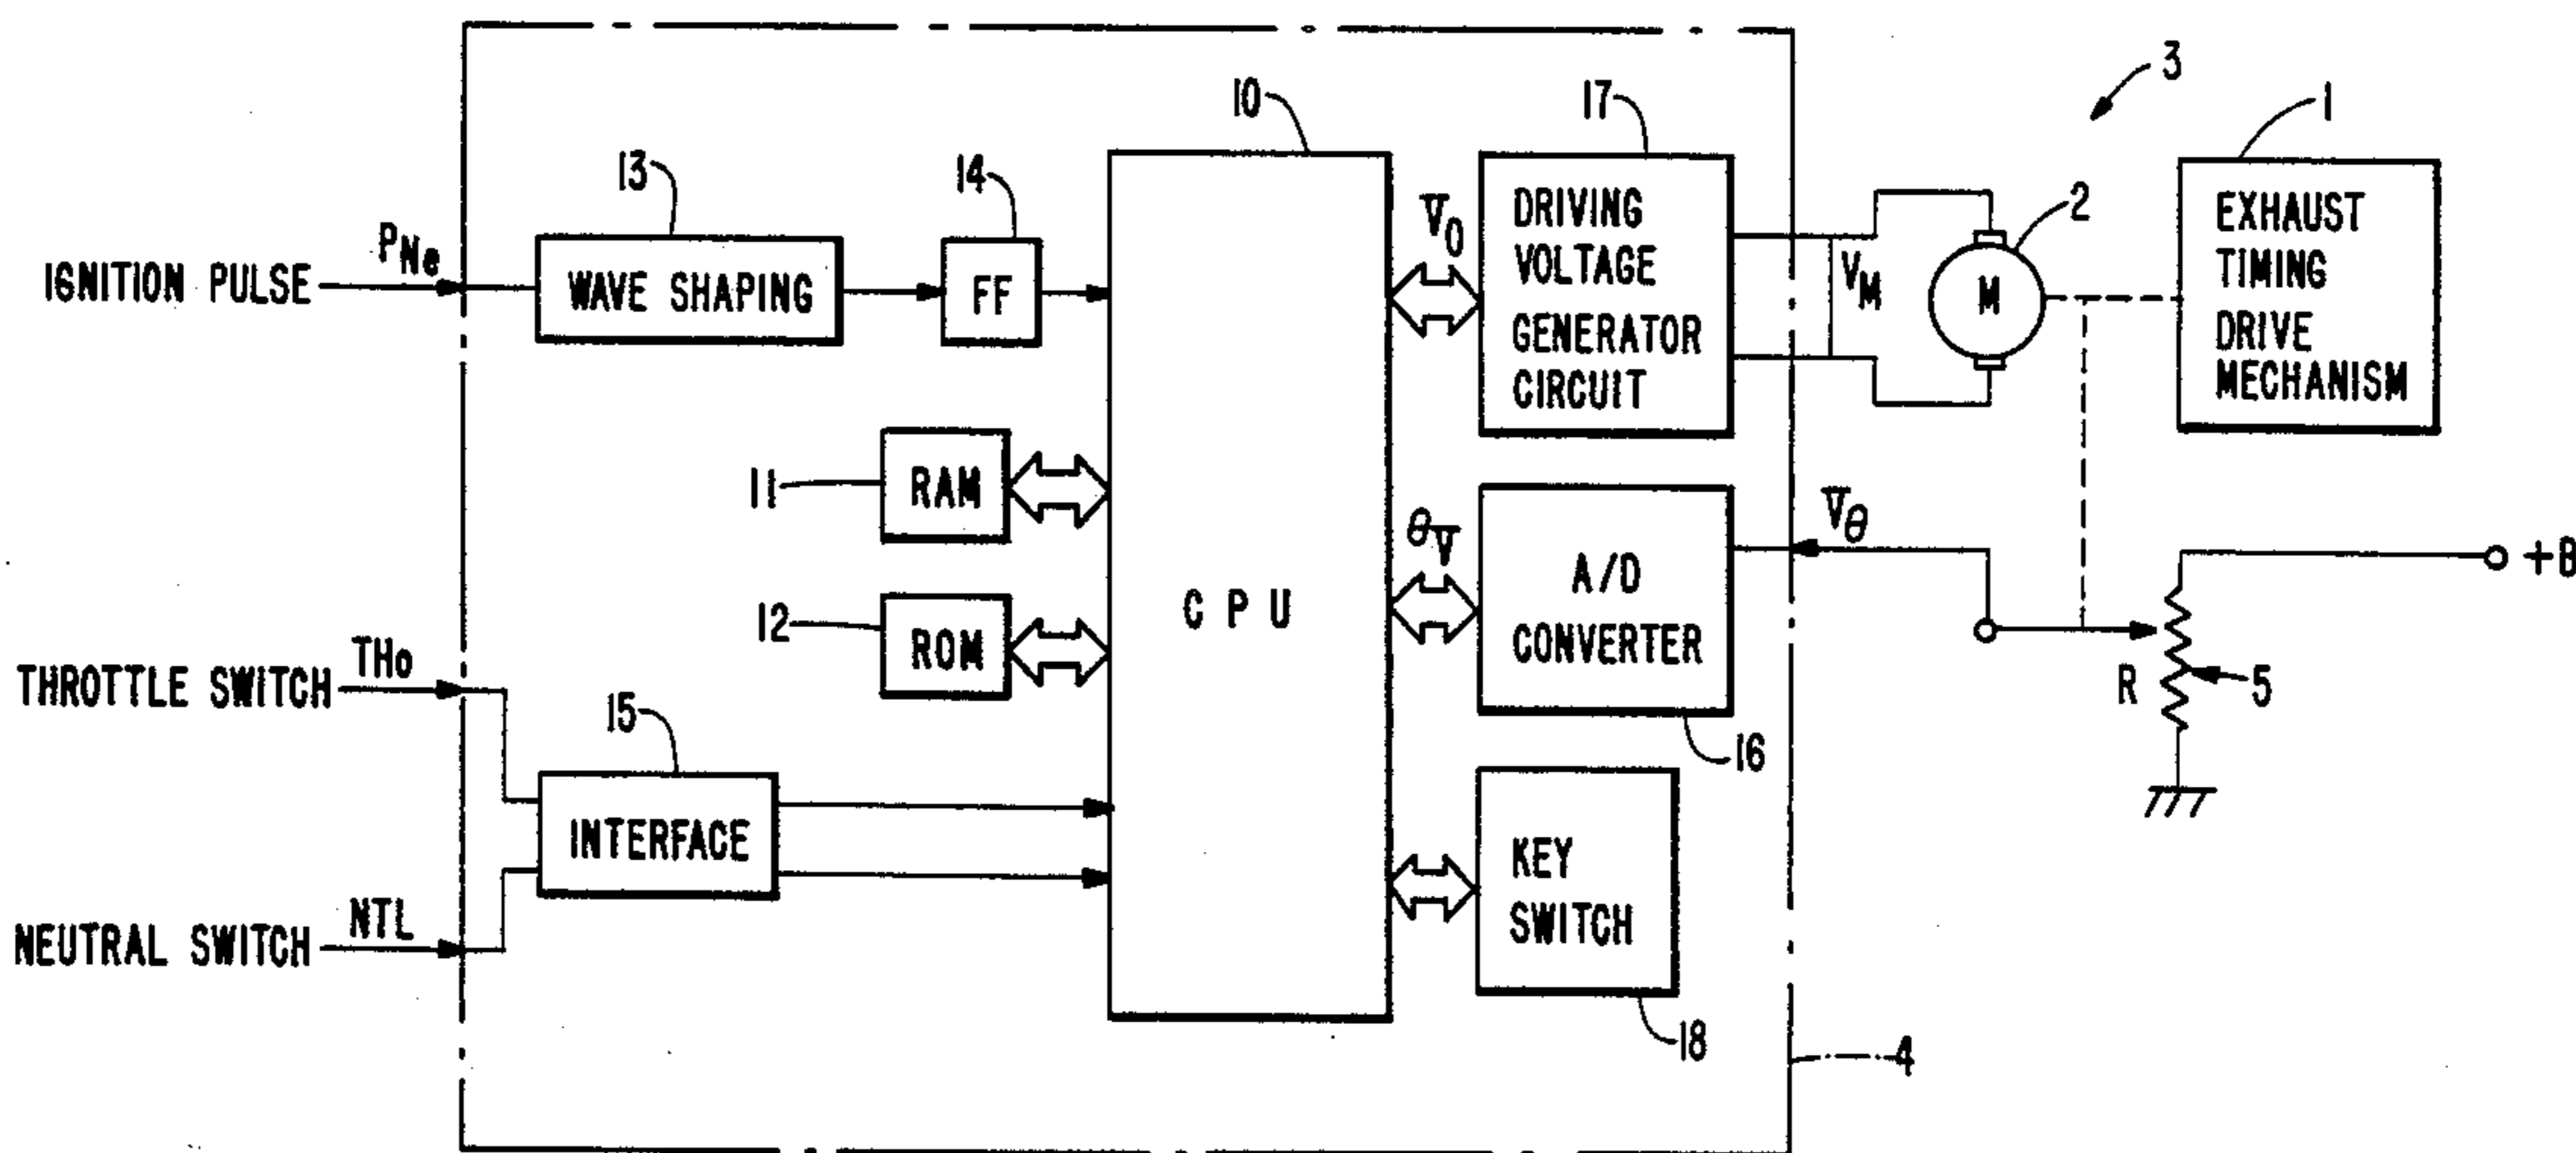 10
17
3
1
13
14
2
IGNITION PULSE
PNe
WAVE SHAPING
FF
V0
DRIVING
VOLTAGE
GENERATOR
CIRCUIT
VM
M
EXHAUST
TIMING
DRIVE
MECHANISM
11
RAM
CPU
θV
A/D
CONVERTER
Vθ
+B
12
ROM
THROTTLE SWITCH
THo
R
5
15
16
INTERFACE
KEY
SWITCH
NEUTRAL SWITCH
NTL
18
4